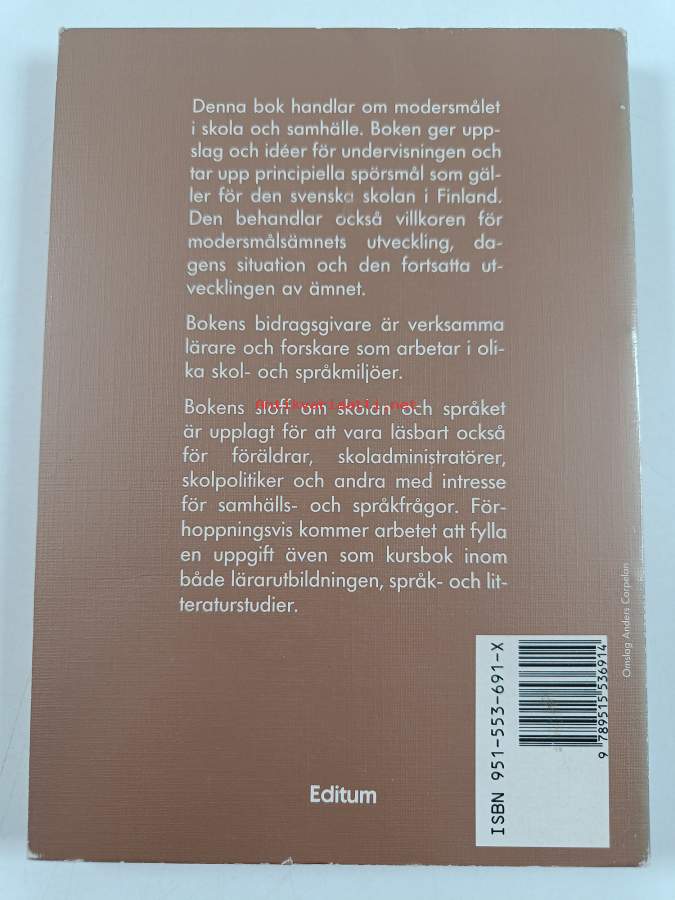 Denna bok handlar om modersmålet
i skola och samhälle. Boken ger upp-
slag och idéer för undervisningen och
tar upp principiella spörsmål som gäl-
ler för den svenska skolan i Finland.
Den behandlar också villkoren för
modersmålsämnets utveckling, da-
gens situation och den fortsatta ut-
vecklingen av ämnet.
Bokens bidragsgivare är verksamma
lärare och forskare som arbetar i oli-
ka skol- och språkmiljöer.
Antikvariaatti.net
Bokens stoff om skolan och språket
är upplagt för att vara läsbart också
för föräldrar, skoladministratörer,
skolpolitiker och andra med intresse
för samhälls- och språkfrågor. För-
hoppningsvis kommer arbetet att fylla
en uppgift även som kursbok inom
både lärarutbildningen, språk- och lit-
teraturstudier.
Omslag Anders Carpelan
ISBN 951-553-691-X
9 789515 536914
Editum